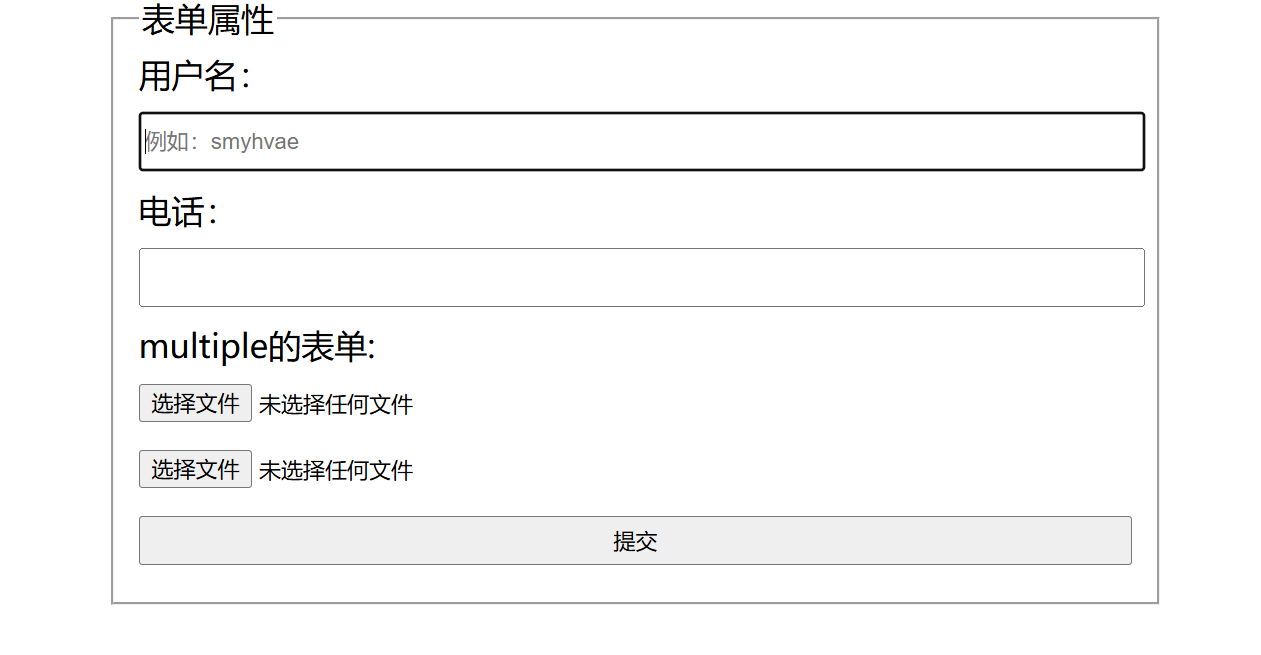 表单属性
用户名：
例如：smyhvae
电话：
multiple的表单:
选择文件 未选择任何文件
选择文件 未选择任何文件
提交